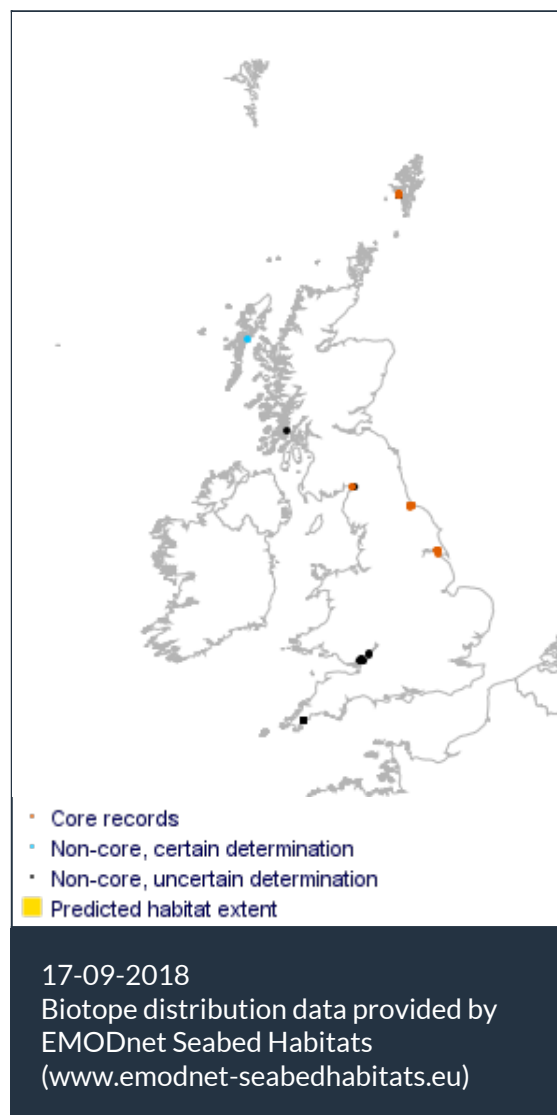 Core records
Non-core, certain determination
Non-core, uncertain determination
Predicted habitat extent
17-09-2018
Biotope distribution data provided by
EMODnet Seabed Habitats
(www.emodnet-seabedhabitats.eu)